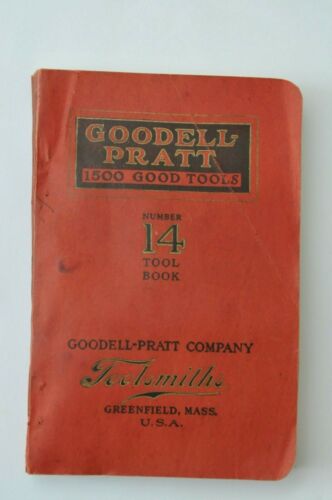 GOODELL-
PRATT
1500 GOOD TOOLS
NUMBER
14
TOOL
BOOK
GOODELL-PRATT COMPANY
Toolsmiths
GREENFIELD, MASS.
U.S.A.